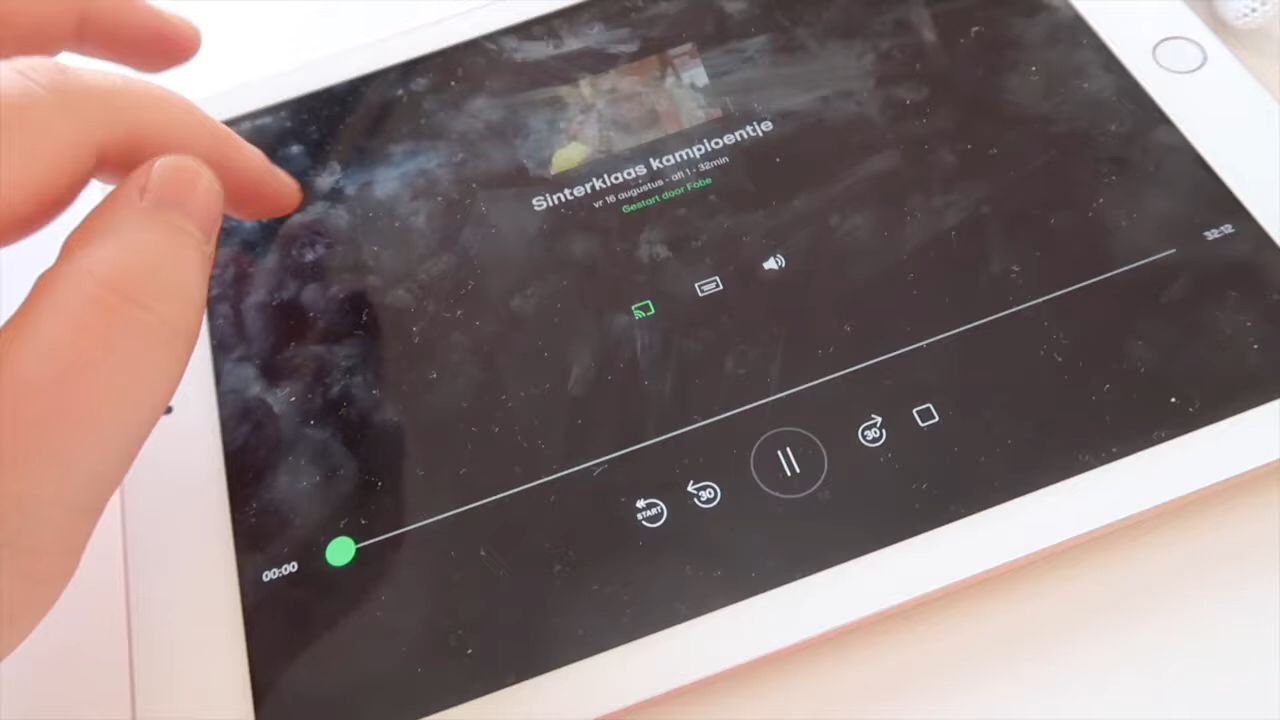 Sinterklaas kampioentje
vr 16 augustus - afl 1 - 32min
Gestart door Fobe
32:12
30
30
START
00:00